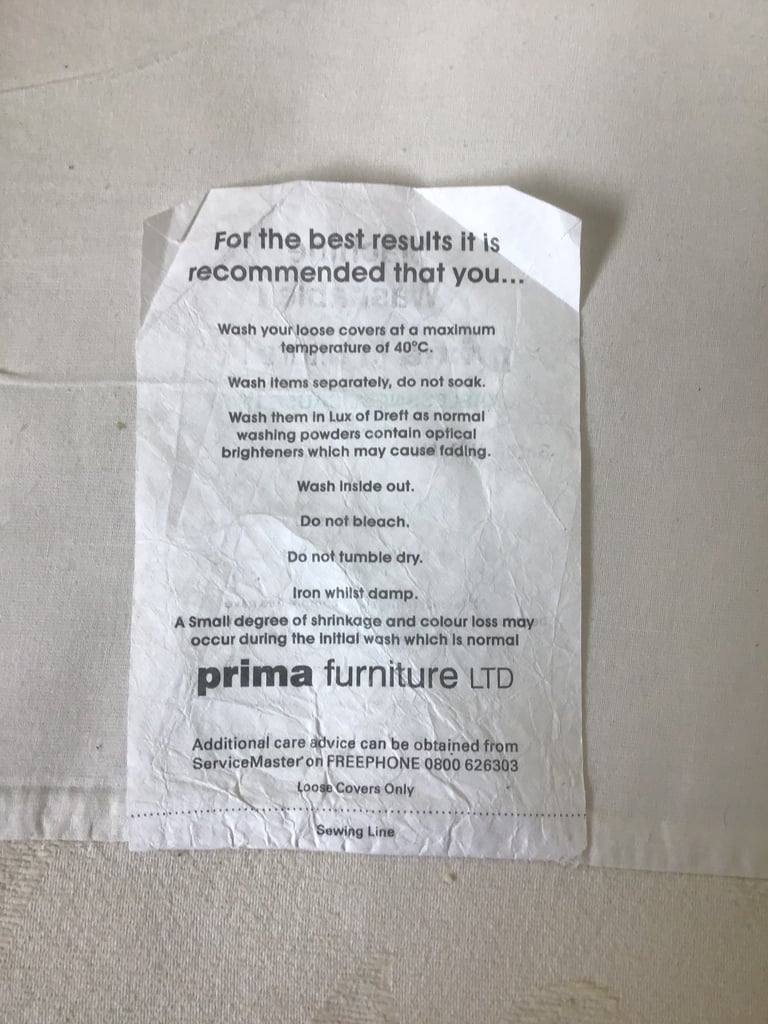 For the best results it is
recommended that you...
Wash your loose covers at a maximum
temperature of 40°C.
Wash items separately, do not soak.
Wash them in Lux of Dreft as normal
washing powders contain optical
brighteners which may cause fading.
Wash inside out.
Do not bleach.
Do not tumble dry.
Iron whilst damp.
A Small degree of shrinkage and colour loss may
occur during the initial wash which is normal
prima furniture LTD
Additional care advice can be obtained from
ServiceMaster on FREEPHONE 0800 626303
Loose Covers Only
Sewing Line